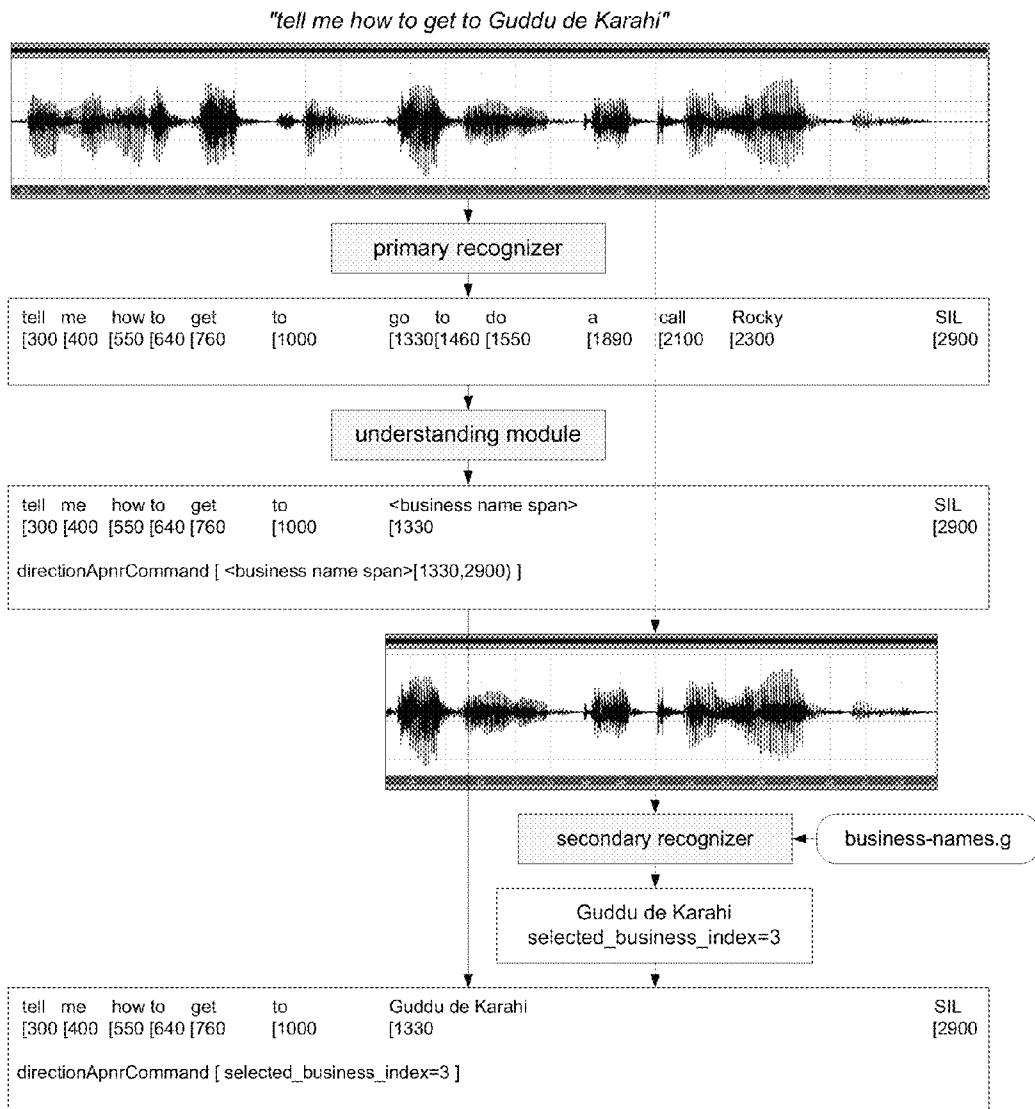 "tell me how to get to Guddu de Karahi"
primary recognizer
tell me how to get to go to do a call Rocky SIL
[300 [400 [550 [640 [760 [1000 [1330 [1460 [1550 [1890 [2100 [2300 [2900
understanding module
tell me how to get to <business name span> SIL
[300 [400 [550 [640 [760 [1000 [1330 [2900
directionApnrCommand [ <business name span>[1330,2900) ]
secondary recognizer
business-names.g
Guddu de Karahi
selected_business_index=3
tell me how to get to Guddu de Karahi SIL
[300 [400 [550 [640 [760 [1000 [1330 [2900
directionApnrCommand [ selected_business_index=3 ]